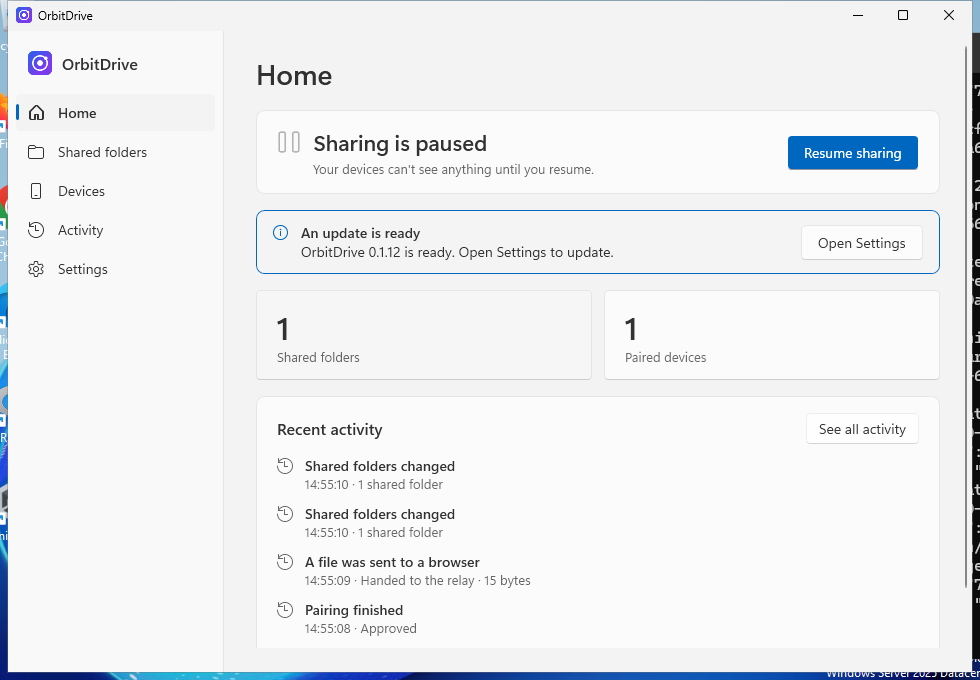 OrbitDrive
OrbitDrive
Home
Shared folders
Devices
Activity
Settings
Home
Sharing is paused
Your devices can't see anything until you resume.
Resume sharing
An update is ready
OrbitDrive 0.1.12 is ready. Open Settings to update.
Open Settings
1
Shared folders
1
Paired devices
Recent activity
See all activity
Shared folders changed
14:55:10 · 1 shared folder
Shared folders changed
14:55:10 · 1 shared folder
A file was sent to a browser
14:55:09 · Handed to the relay · 15 bytes
Pairing finished
14:55:08 · Approved
Windows Server 2025 Datacen